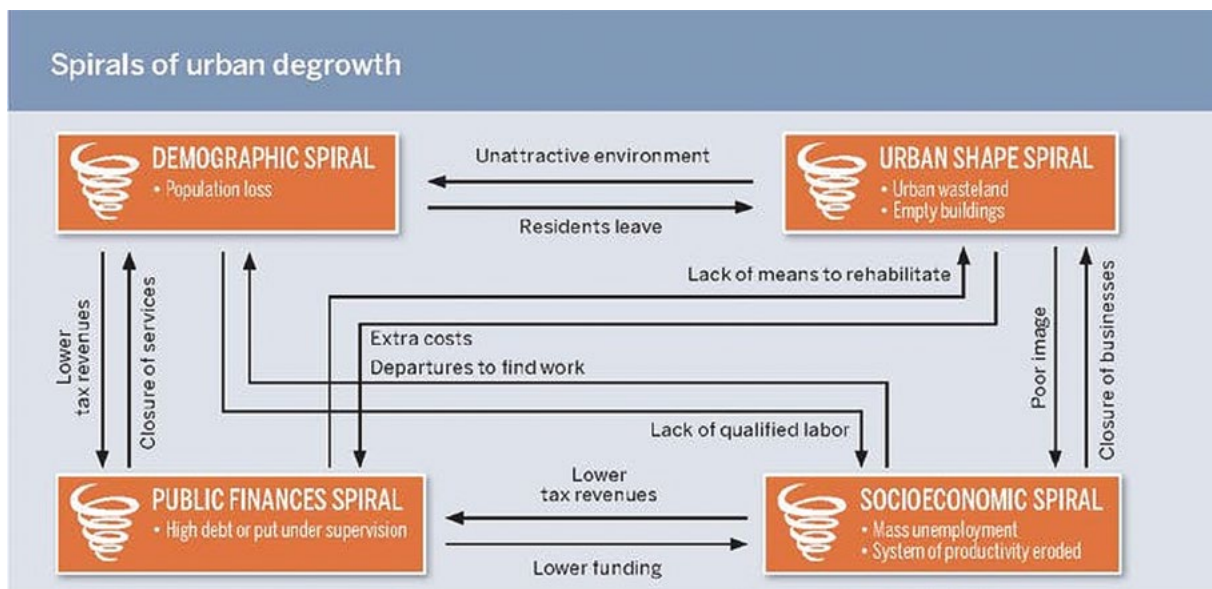 Spirals of urban degrowth
DEMOGRAPHIC SPIRAL
• Population loss
Unattractive environment
Residents leave
URBAN SHAPE SPIRAL
• Urban wasteland
• Empty buildings
Lower
tax revenues
Closure of services
Lack of means to rehabilitate
Extra costs
Departures to find work
Lack of qualified labor
Poor image
Closure of businesses
PUBLIC FINANCES SPIRAL
• High debt or put under supervision
Lower
tax revenues
Lower funding
SOCIOECONOMIC SPIRAL
• Mass unemployment
• System of productivity eroded